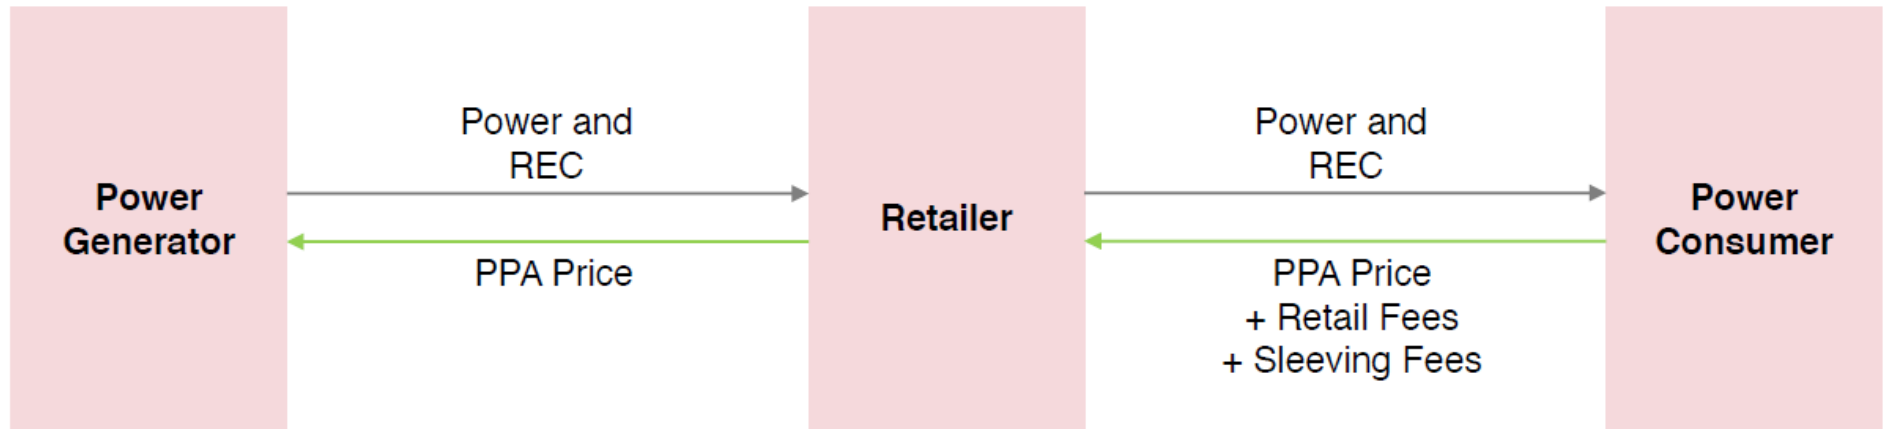 Power
Generator
Power and
REC
PPA Price
Retailer
Power and
REC
PPA Price
+ Retail Fees
+ Sleeving Fees
Power
Consumer